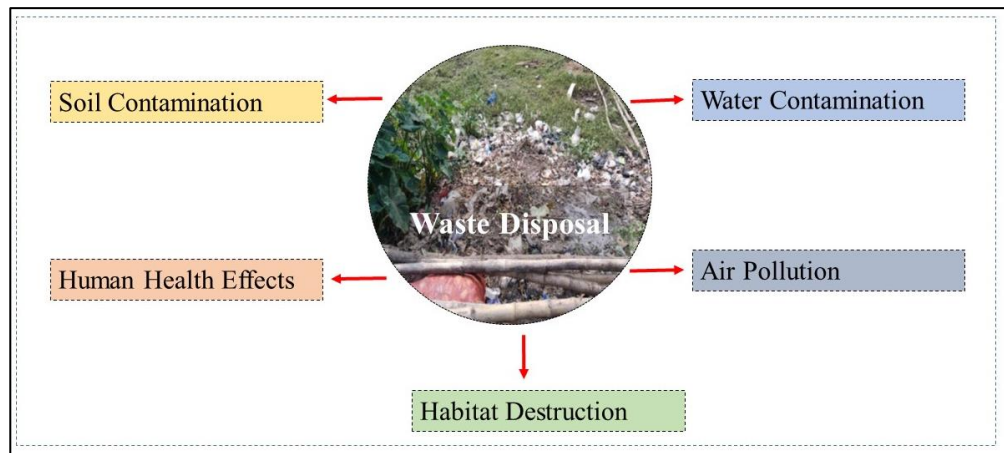 Soil Contamination
Water Contamination
Waste Disposal
Human Health Effects
Air Pollution
Habitat Destruction